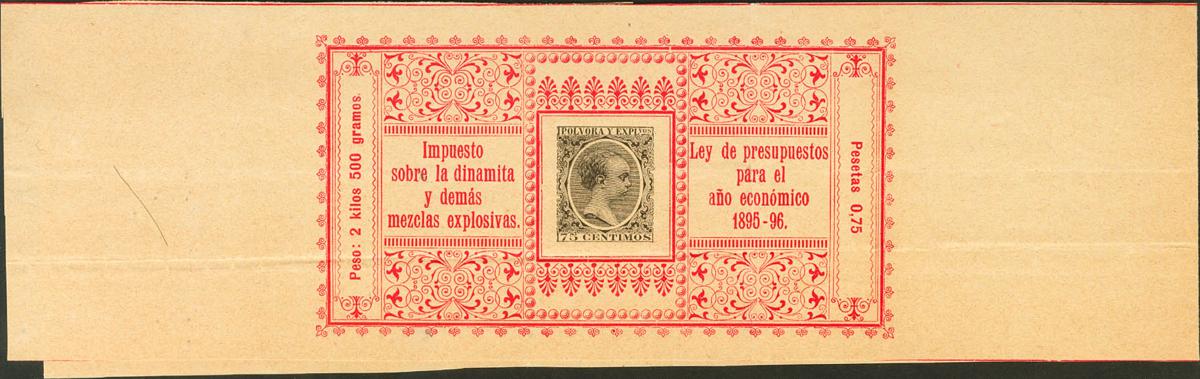 Peso: 2 kilos 500 gramos
Impuesto
sobre la dinamita
y demás
mezclas explosivas.
POLVORA Y EXPLVOS
75 CENTIMOS
Ley de presupuestos
para el
año económico
1895-96.
Pesetas 0,75